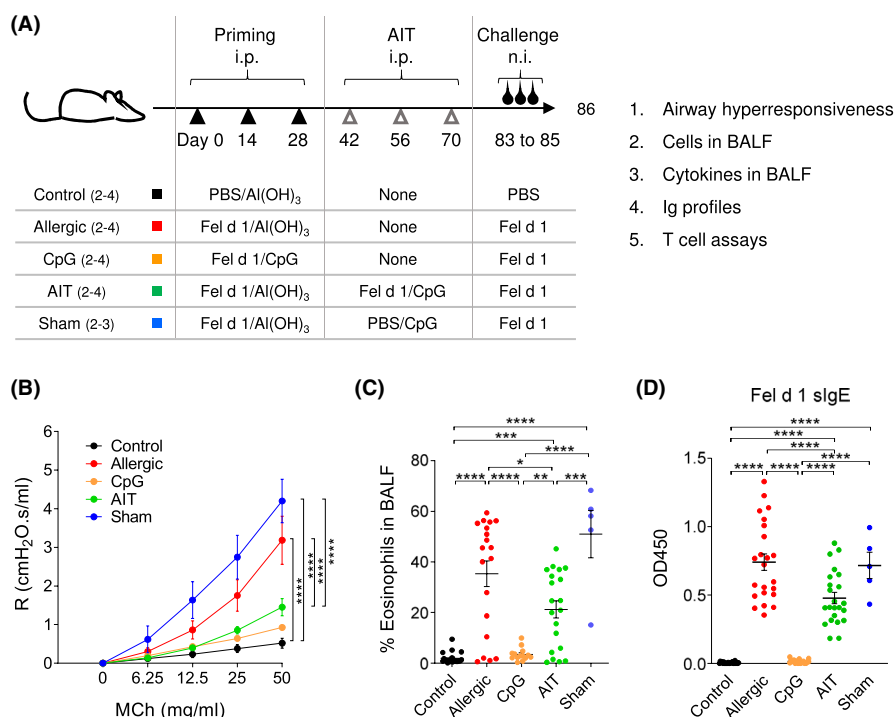 (A)
Priming
i.p.
AIT
i.p.
Challenge
n.i.
Day 0 14 28 42 56 70 83 to 85
86
1. Airway hyperresponsiveness
2. Cells in BALF
3. Cytokines in BALF
4. Ig profiles
5. T cell assays
Control (2-4) PBS/Al(OH)3 None PBS
Allergic (2-4) Fel d 1/Al(OH)3 None Fel d 1
CpG (2-4) Fel d 1/CpG None Fel d 1
AIT (2-4) Fel d 1/Al(OH)3 Fel d 1/CpG Fel d 1
Sham (2-3) Fel d 1/Al(OH)3 PBS/CpG Fel d 1
(B)
R (cmH2O.s/ml)
6
5
4
3
2
1
0
Control
Allergic
CpG
AIT
Sham
****
****
****
****
0 6.25 12.5 25 50
MCh (mg/ml)
(C)
% Eosinophils in BALF
80
60
40
20
0
****
***
****
*
**** **** ** ***
Control Allergic CpG AIT Sham
(D)
Fel d 1 sIgE
OD450
1.5
1.0
0.5
0.0
****
****
****
****
**** **** ****
Control Allergic CpG AIT Sham